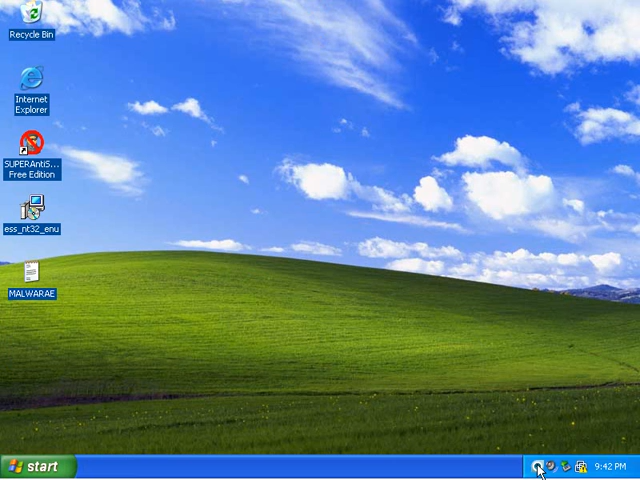 Recycle Bin
Internet
Explorer
SUPERAntiS...
Free Edition
ess_nt32_enu
MALWARAE
start
9:42 PM